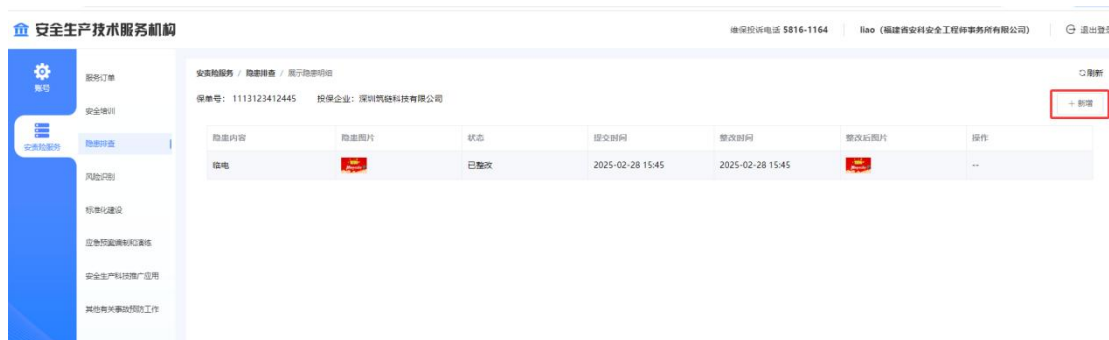 安全生产技术服务机构
维保投诉电话 5816-1164
liao（福建省安科安全工程师事务所有限公司）
退出登录
账号
安责险服务
服务订单
安全培训
隐患排查
风险识别
标准化建设
应急预案编制和演练
安全生产科技推广应用
其他有关事故预防工作
安责险服务 / 隐患排查 / 展示隐患明细
刷新
保单号： 1113123412445 投保企业：深圳筑链科技有限公司
+ 新增
隐患内容 隐患图片 状态 提交时间 整改时间 整改后图片 操作
临电 已整改 2025-02-28 15:45 2025-02-28 15:45 --